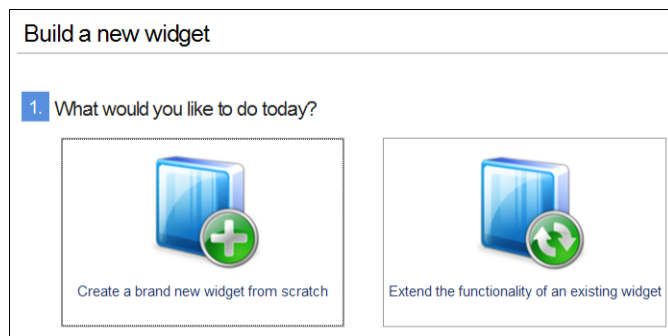 Build a new widget
1. What would you like to do today?
Create a brand new widget from scratch
Extend the functionality of an existing widget